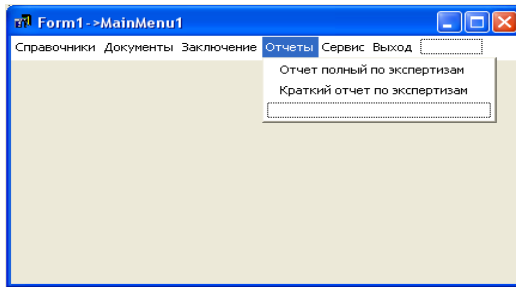 Form1->MainMenu1
Справочники Документы Заключение Отчеты Сервис Выход
Отчет полный по экспертизам
Краткий отчет по экспертизам